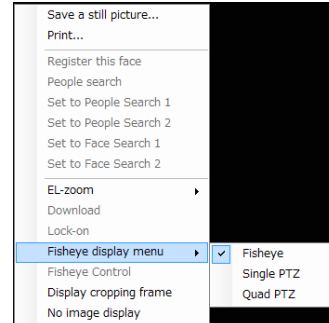 Save a still picture...
Print...
Register this face
People search
Set to People Search 1
Set to People Search 2
Set to Face Search 1
Set to Face Search 2
EL-zoom
Download
Lock-on
Fisheye display menu
Fisheye
Fisheye Control
Single PTZ
Display cropping frame
Quad PTZ
No image display